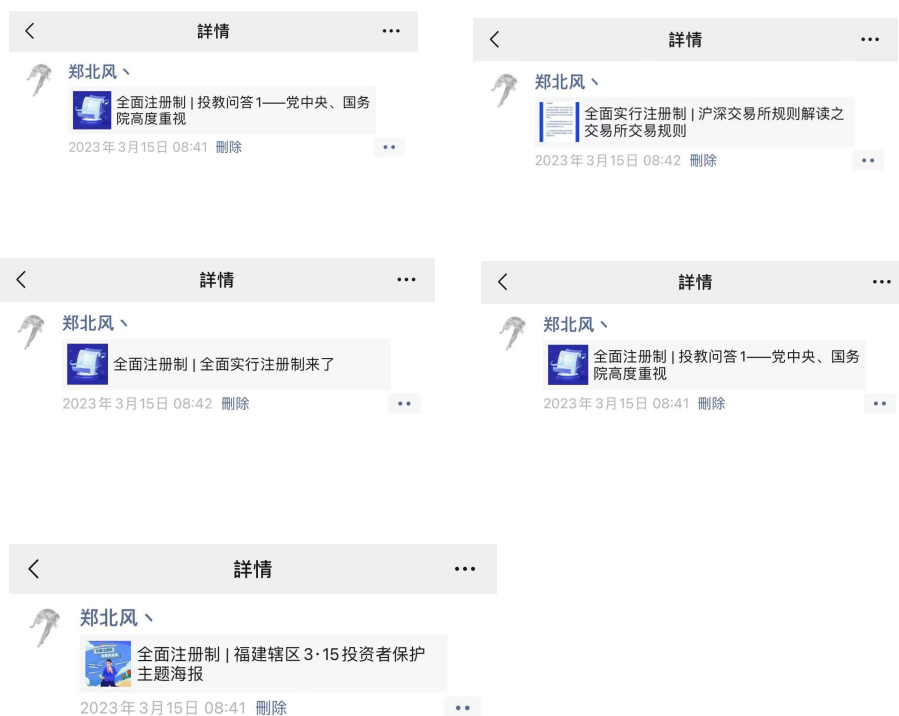 詳情
郑北风丶
全面注册制 | 投教问答1——党中央、国务
院高度重视
2023年3月15日 08:41 刪除
詳情
郑北风丶
全面实行注册制 | 沪深交易所规则解读之
交易所交易规则
2023年3月15日 08:42 刪除
詳情
郑北风丶
全面注册制 | 全面实行注册制来了
2023年3月15日 08:42 刪除
詳情
郑北风丶
全面注册制 | 投教问答1——党中央、国务
院高度重视
2023年3月15日 08:41 刪除
詳情
郑北风丶
全面注册制 | 福建辖区3·15投资者保护
主题海报
2023年3月15日 08:41 刪除